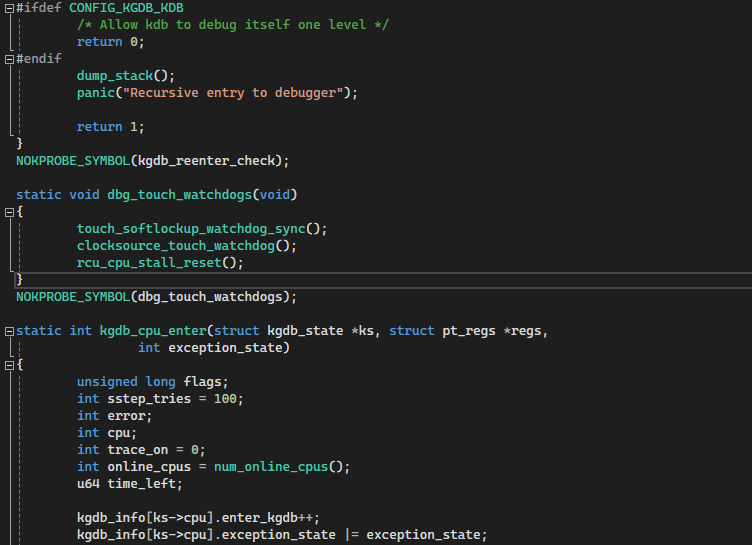 #ifdef CONFIG_KGDB_KDB
/* Allow kdb to debug itself one level */
return 0;
#endif
dump_stack();
panic("Recursive entry to debugger");
return 1;
}
NOKPROBE_SYMBOL(kgdb_reenter_check);
static void dbg_touch_watchdogs(void)
{
touch_softlockup_watchdog_sync();
clocksource_touch_watchdog();
rcu_cpu_stall_reset();
}
NOKPROBE_SYMBOL(dbg_touch_watchdogs);
static int kgdb_cpu_enter(struct kgdb_state *ks, struct pt_regs *regs,
int exception_state)
{
unsigned long flags;
int sstep_tries = 100;
int error;
int cpu;
int trace_on = 0;
int online_cpus = num_online_cpus();
u64 time_left;
kgdb_info[ks->cpu].enter_kgdb++;
kgdb_info[ks->cpu].exception_state |= exception_state;